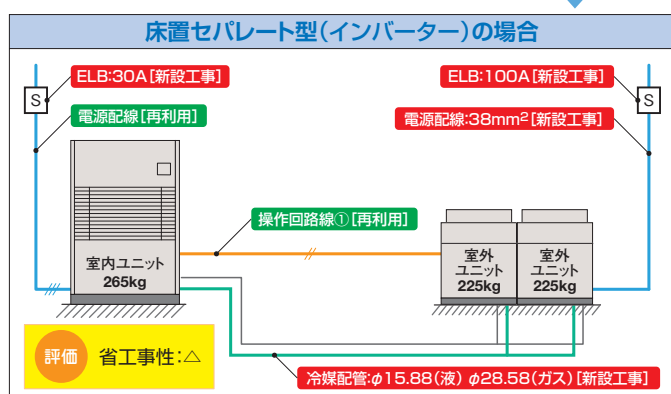 床置セパレート型(インバーター)の場合
ELB:30A[新設工事]
ELB:100A[新設工事]
S
S
電源配線[再利用]
電源配線:38mm²[新設工事]
操作回路線①[再利用]
室内ユニット
265kg
室外
ユニット
225kg
室外
ユニット
225kg
評価 省工事性:△
冷媒配管:φ15.88(液) φ28.58(ガス)[新設工事]